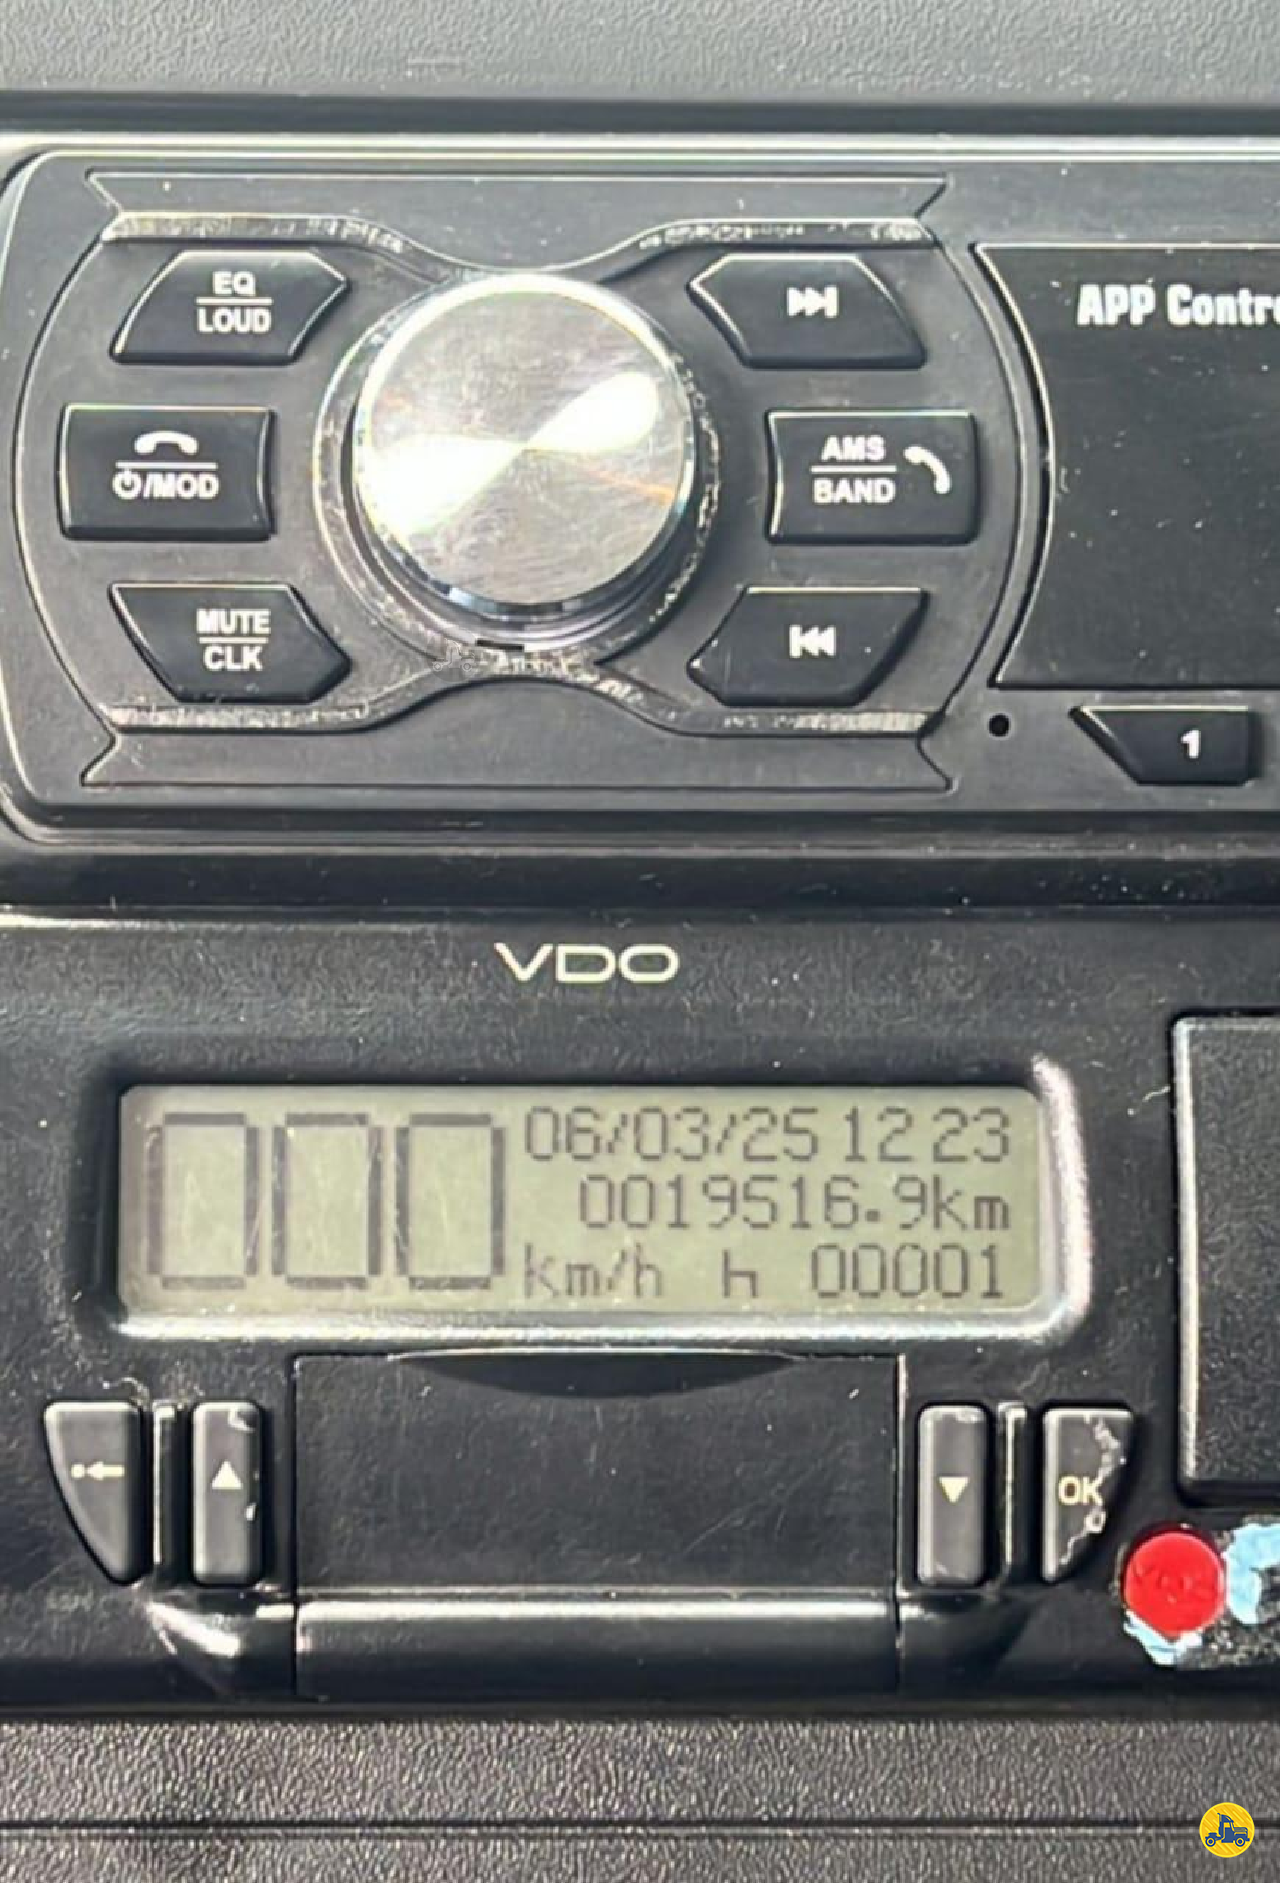 EQ
LOUD
APP Contro
⏻/MOD
AMS
BAND
MUTE
CLK
1
VDO
000
06/03/25 12 23
0019516.9km
km/h h 00001
OK